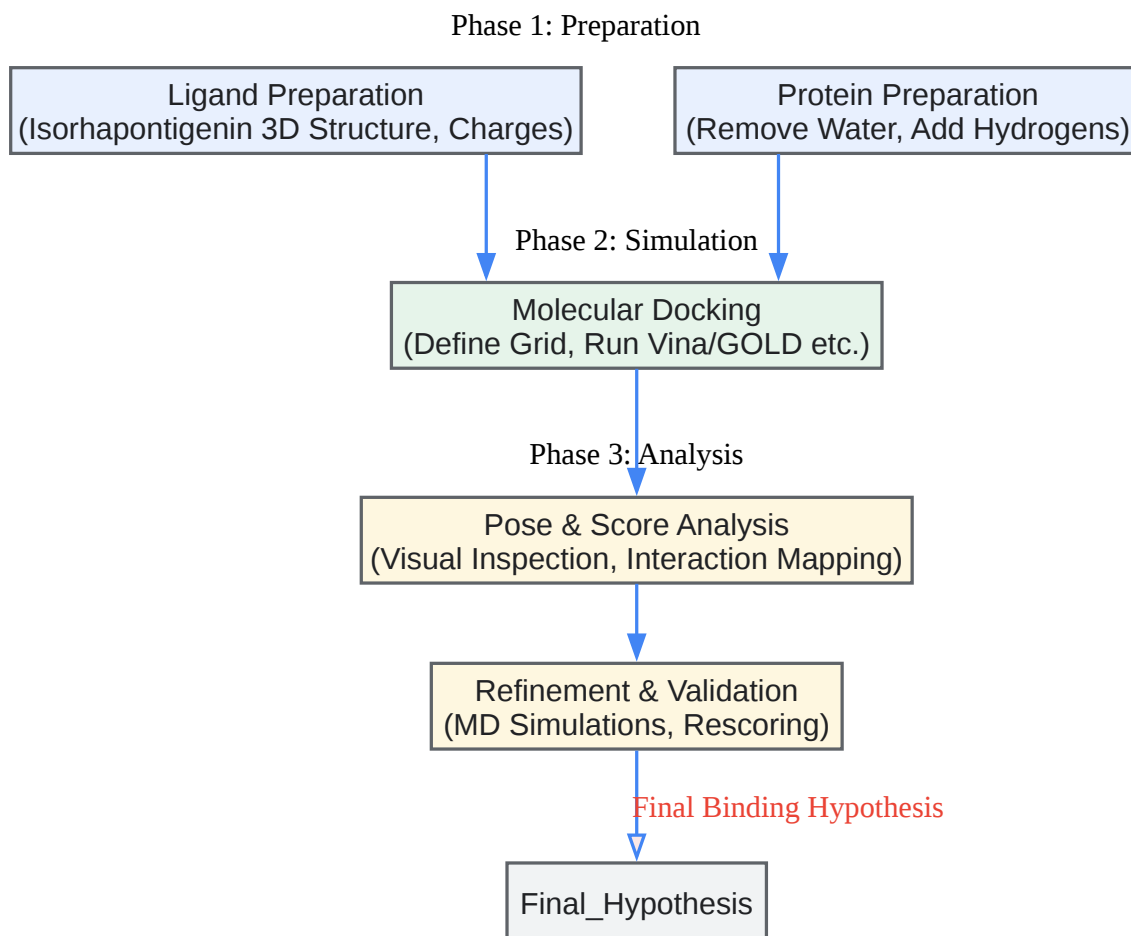 Phase 1: Preparation
Ligand Preparation
(Isorhapontigenin 3D Structure, Charges)
Protein Preparation
(Remove Water, Add Hydrogens)
Phase 2: Simulation
Molecular Docking
(Define Grid, Run Vina/GOLD etc.)
Phase 3: Analysis
Pose & Score Analysis
(Visual Inspection, Interaction Mapping)
Refinement & Validation
(MD Simulations, Rescoring)
Final Binding Hypothesis
Final_Hypothesis